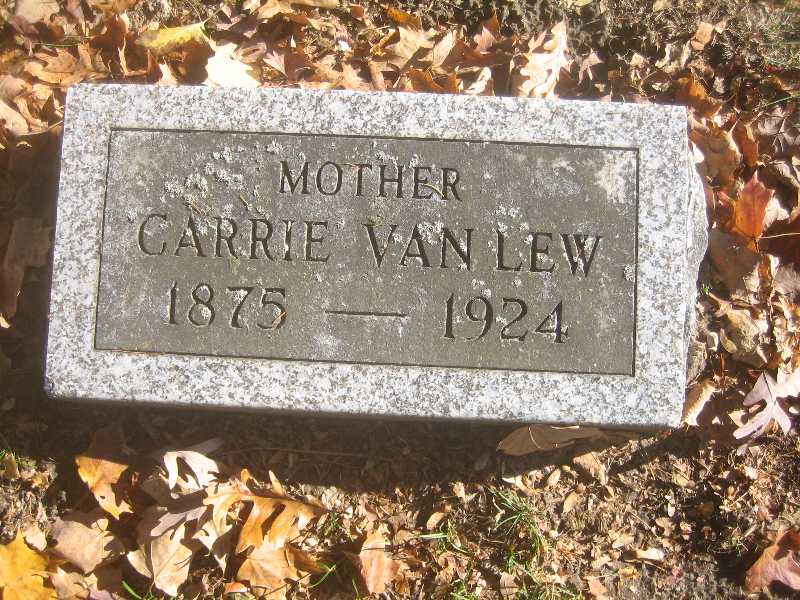 MOTHER
CARRIE VAN LEW
1875 — 1924